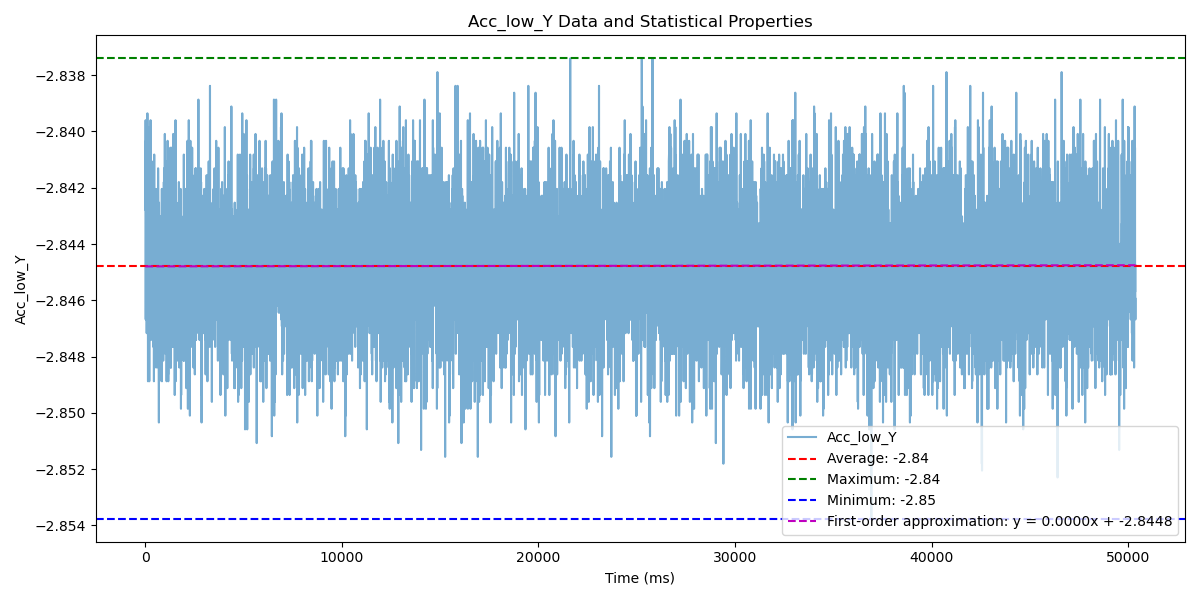 Acc_low_Y Data and Statistical Properties
Acc_low_Y
−2.838
−2.840
−2.842
−2.844
−2.846
−2.848
−2.850
−2.852
−2.854
Acc_low_Y
Average: -2.84
Maximum: -2.84
Minimum: -2.85
First-order approximation: y = 0.0000x + -2.8448
0 10000 20000 30000 40000 50000
Time (ms)